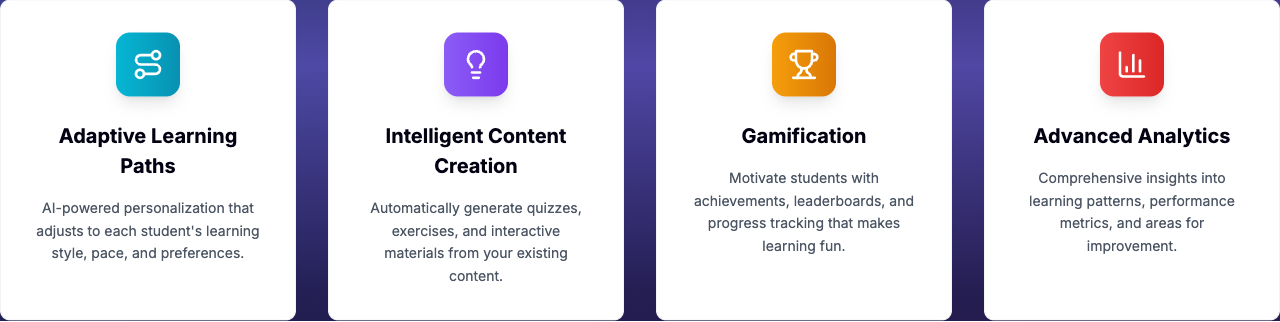 Adaptive Learning
Paths
AI-powered personalization that
adjusts to each student's learning
style, pace, and preferences.
Intelligent Content
Creation
Automatically generate quizzes,
exercises, and interactive
materials from your existing
content.
Gamification
Motivate students with
achievements, leaderboards, and
progress tracking that makes
learning fun.
Advanced Analytics
Comprehensive insights into
learning patterns, performance
metrics, and areas for
improvement.